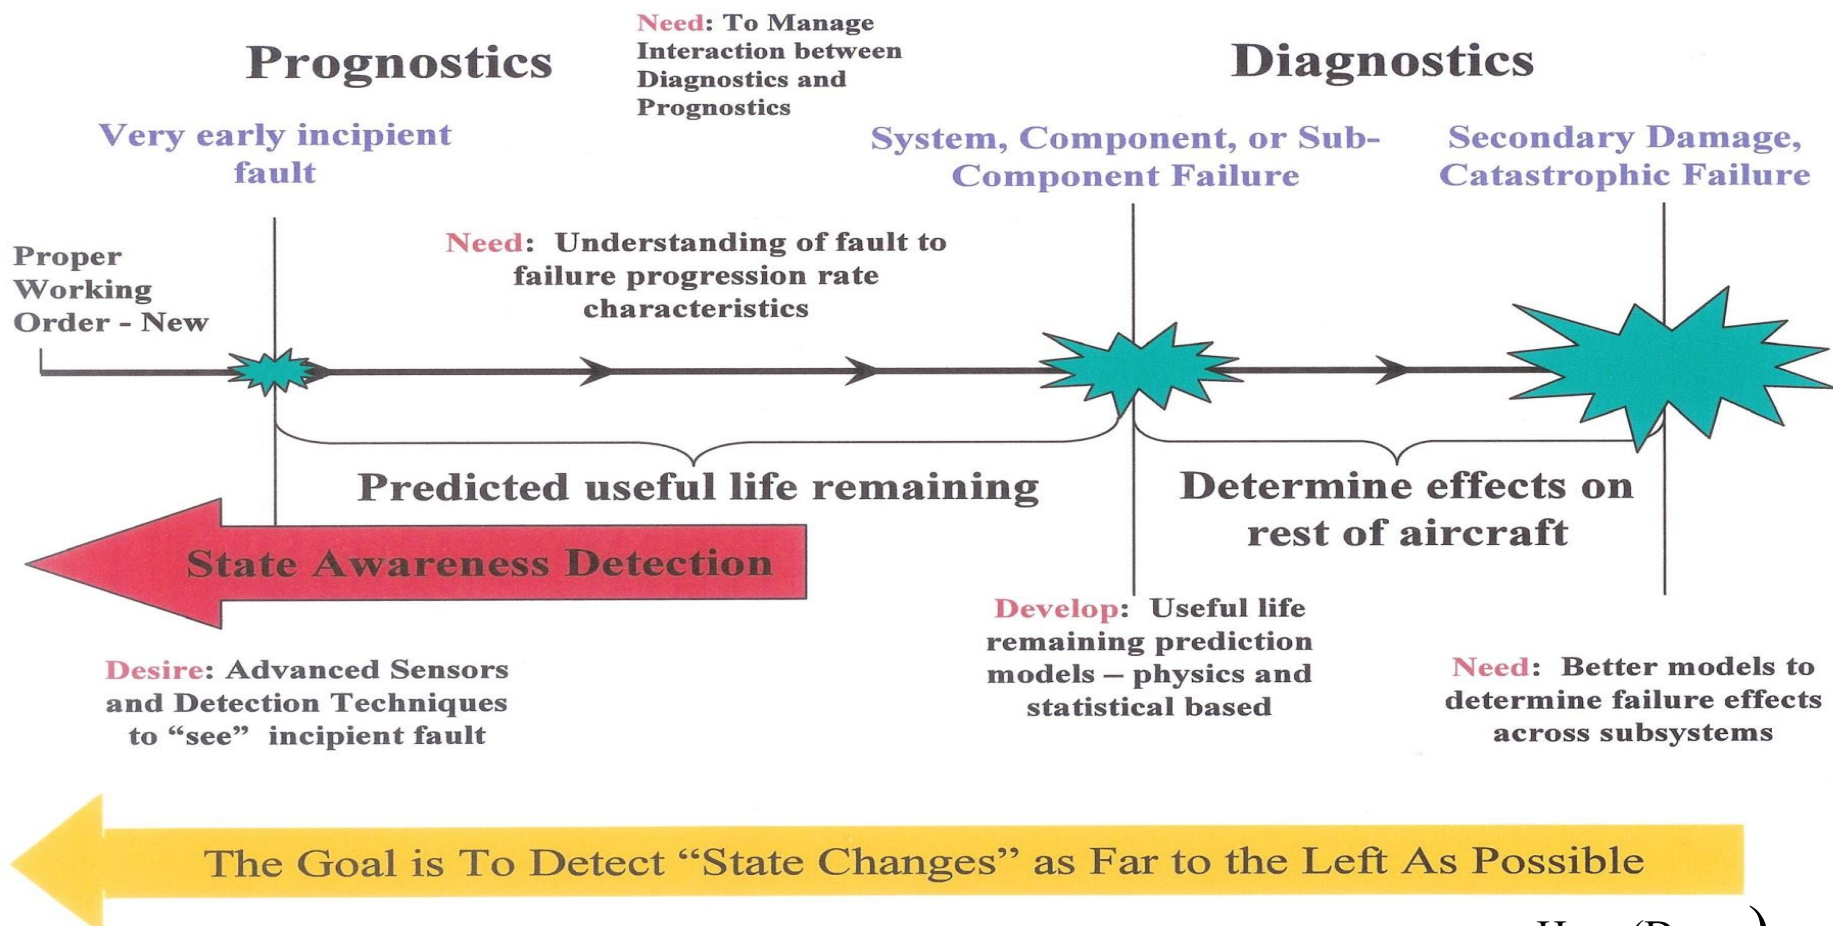 Need: To Manage
Interaction between
Diagnostics and
Prognostics
Prognostics
Diagnostics
Very early incipient
fault
System, Component, or Sub-
Component Failure
Secondary Damage,
Catastrophic Failure
Proper
Working
Order - New
Need: Understanding of fault to
failure progression rate
characteristics
Predicted useful life remaining
Determine effects on
rest of aircraft
State Awareness Detection
Desire: Advanced Sensors
and Detection Techniques
to “see” incipient fault
Develop: Useful life
remaining prediction
models – physics and
statistical based
Need: Better models to
determine failure effects
across subsystems
The Goal is To Detect “State Changes” as Far to the Left As Possible